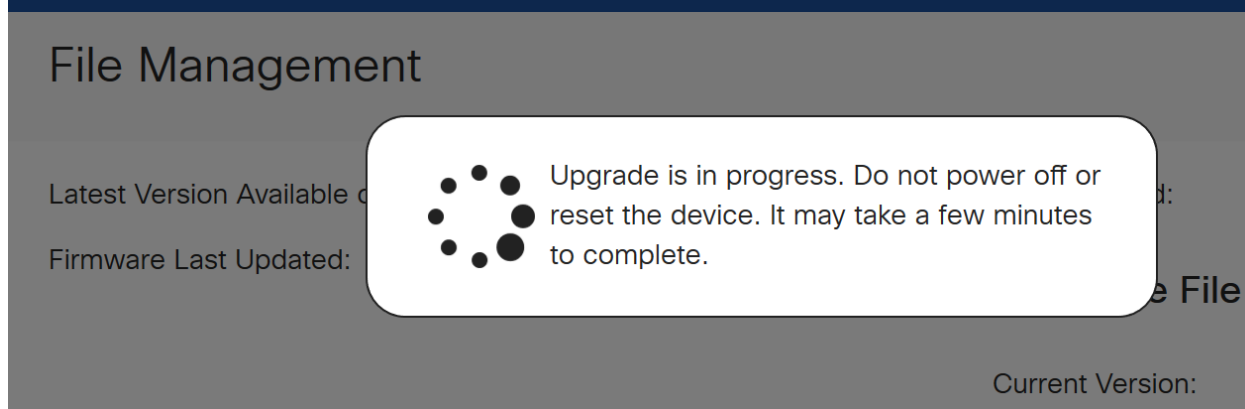 File Management
Upgrade is in progress. Do not power off or
reset the device. It may take a few minutes
to complete.
Latest Version Available
Firmware Last Updated:
File
Current Version: